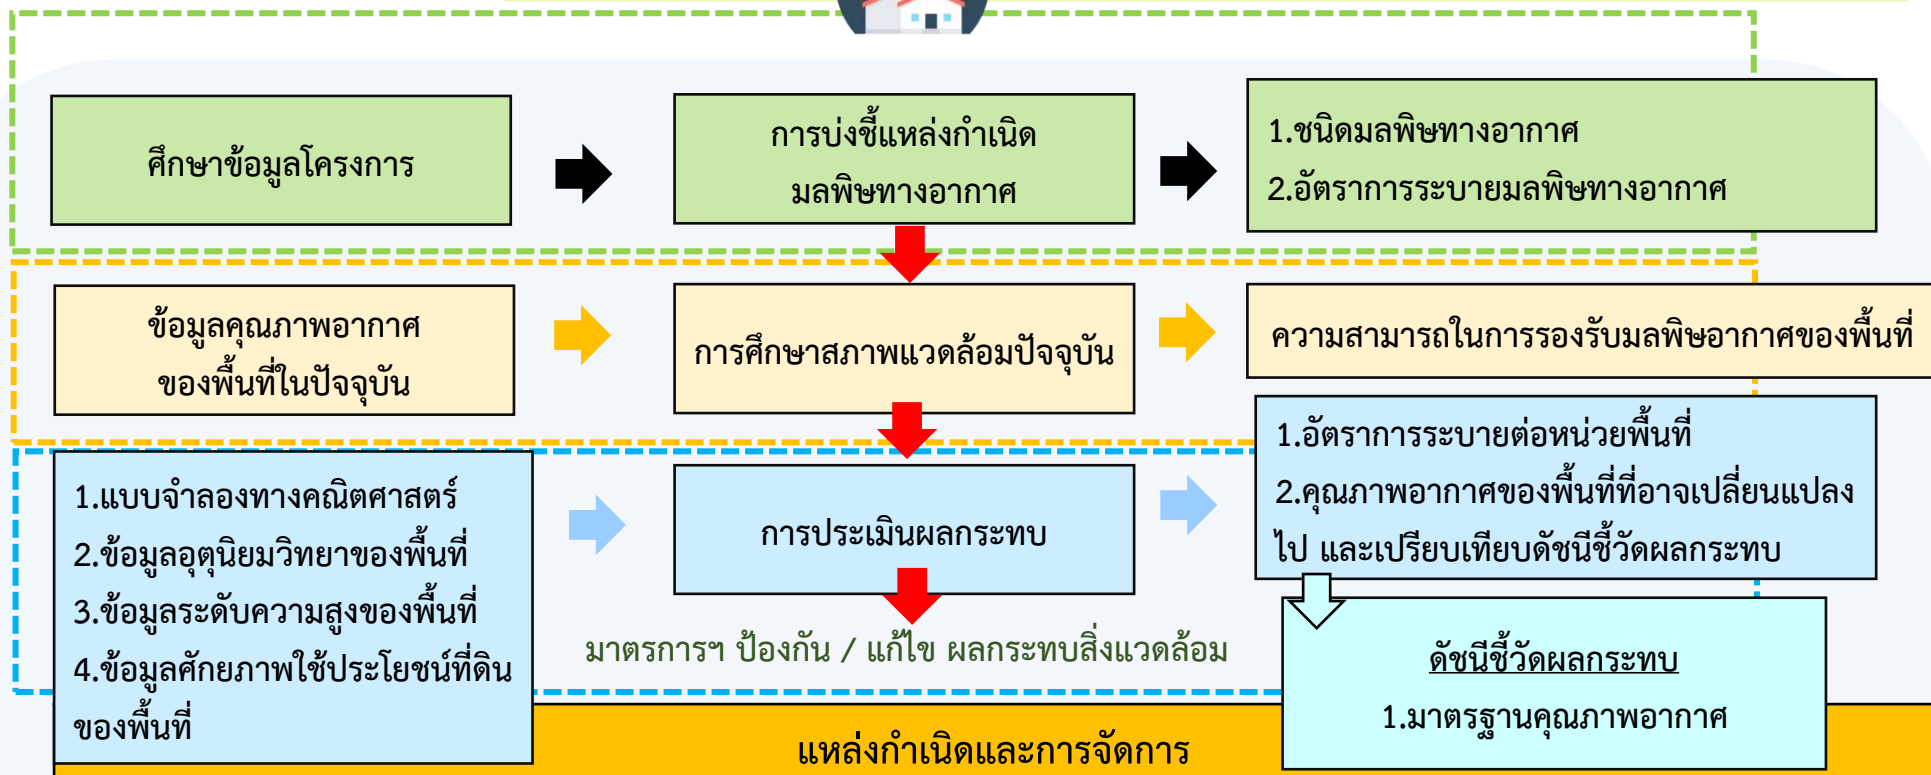 ศึกษาข้อมูลโครงการ
การบ่งชี้แหล่งกำเนิด
มลพิษทางอากาศ
1.ชนิดมลพิษทางอากาศ
2.อัตราการระบายมลพิษทางอากาศ
ข้อมูลคุณภาพอากาศ
ของพื้นที่ในปัจจุบัน
การศึกษาสภาพแวดล้อมปัจจุบัน
ความสามารถในการรองรับมลพิษอากาศของพื้นที่
1.แบบจำลองทางคณิตศาสตร์
2.ข้อมูลอุตุนิยมวิทยาของพื้นที่
3.ข้อมูลระดับความสูงของพื้นที่
4.ข้อมูลศักยภาพใช้ประโยชน์ที่ดิน
ของพื้นที่
การประเมินผลกระทบ
1.อัตราการระบายต่อหน่วยพื้นที่
2.คุณภาพอากาศของพื้นที่ที่อาจเปลี่ยนแปลง
ไป และเปรียบเทียบดัชนีชี้วัดผลกระทบ
มาตรการฯ ป้องกัน / แก้ไข ผลกระทบสิ่งแวดล้อม
ดัชนีชี้วัดผลกระทบ
1.มาตรฐานคุณภาพอากาศ
แหล่งกำเนิดและการจัดการ